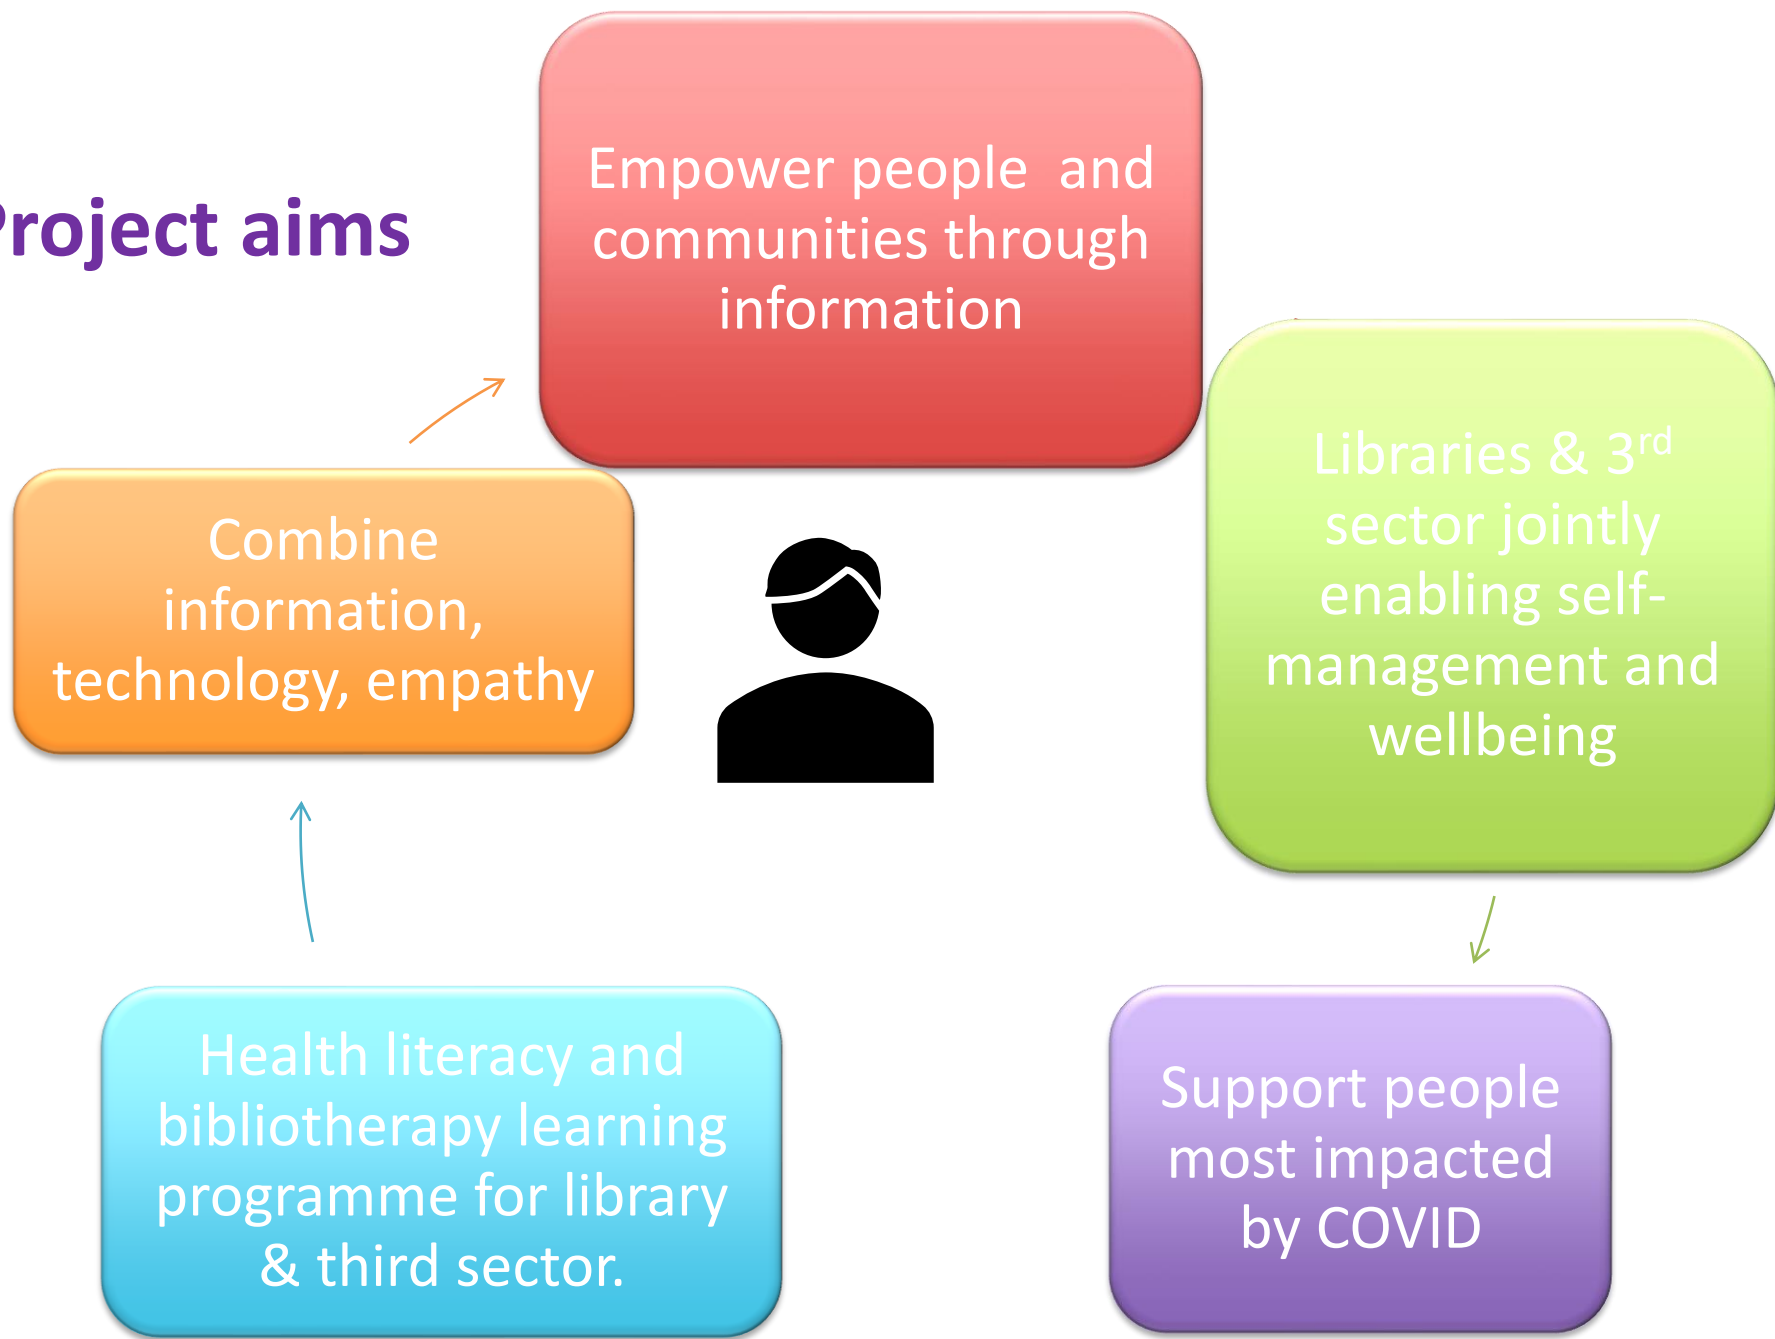 Project aims
Empower people and
communities through
information
Libraries & 3rd
sector jointly
enabling self-
management and
wellbeing
Support people
most impacted
by COVID
Health literacy and
bibliotherapy learning
programme for library
& third sector.
Combine
information,
technology, empathy